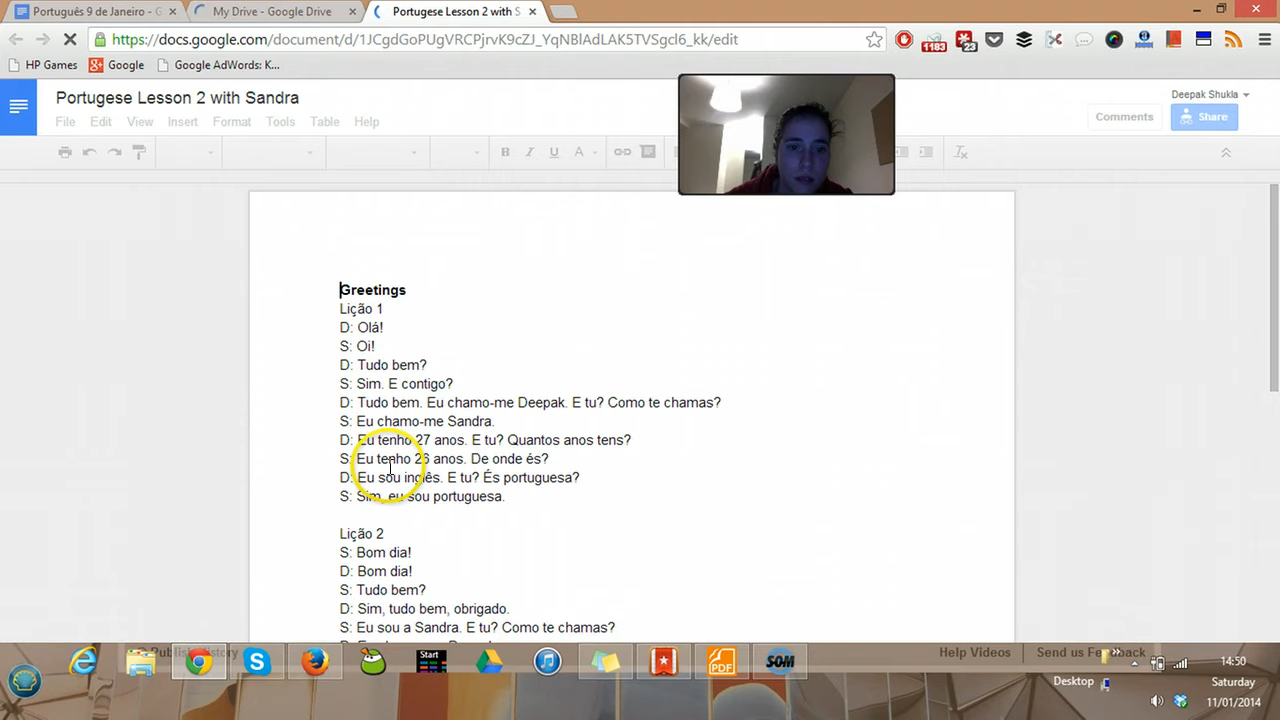 Português 9 de Janeiro - G
My Drive - Google Drive
Portugese Lesson 2 with S
https://docs.google.com/document/d/1JCgdGoPUgVRCPjrvK9cZJ_YqNBlAdLAK5TVSgcl6_kk/edit
1183
23
HP Games
Google
Google AdWords: K...
Portugese Lesson 2 with Sandra
Deepak Shukla
File Edit View Insert Format Tools Table Help
Comments
Share
B I U A
Greetings
Lição 1
D: Olá!
S: Oi!
D: Tudo bem?
S: Sim. E contigo?
D: Tudo bem. Eu chamo-me Deepak. E tu? Como te chamas?
S: Eu chamo-me Sandra.
D: Eu tenho 27 anos. E tu? Quantos anos tens?
S: Eu tenho 26 anos. De onde és?
D: Eu sou inglês. E tu? És portuguesa?
S: Sim, eu sou portuguesa.
Lição 2
S: Bom dia!
D: Bom dia!
S: Tudo bem?
D: Sim, tudo bem, obrigado.
S: Eu sou a Sandra. E tu? Como te chamas?
Help Videos
Send us Feedback
Start
PDF
SOM
Desktop
14:50
Saturday
11/01/2014